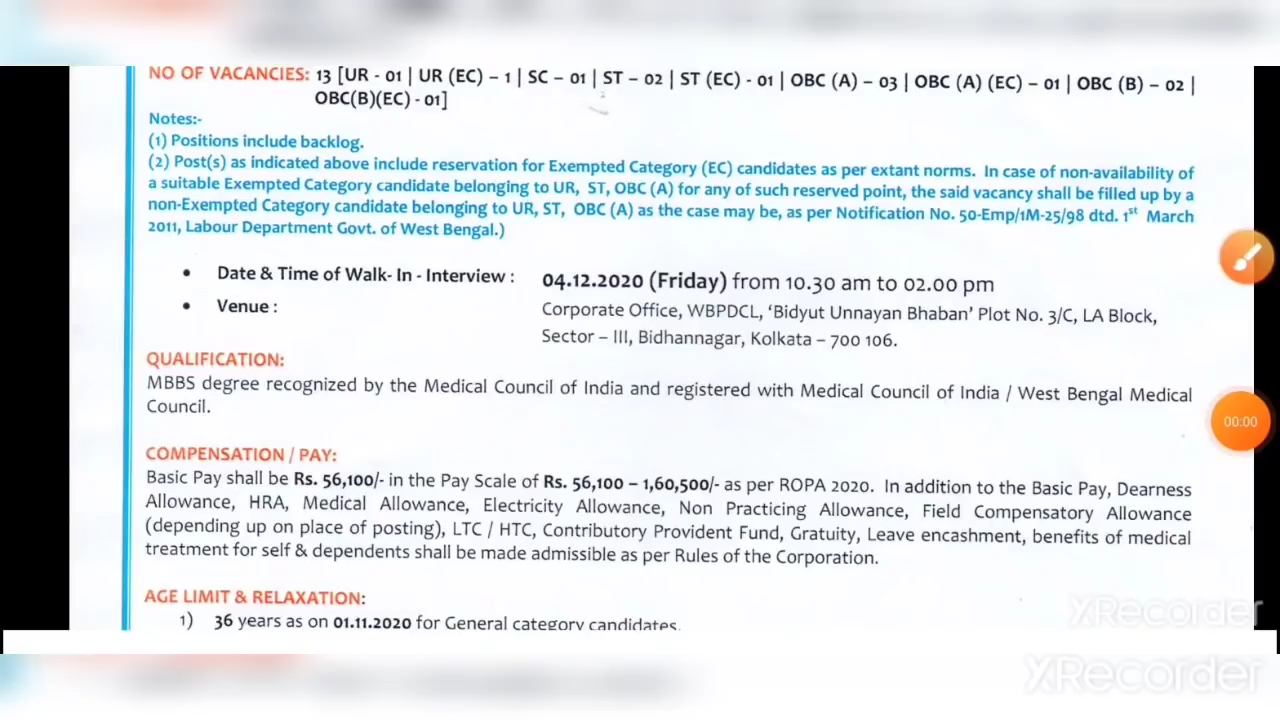 NO OF VACANCIES: 13 [UR - 01 | UR (EC) – 1 | SC – 01 | ST – 02 | ST (EC) - 01 | OBC (A) – 03 | OBC (A) (EC) – 01 | OBC (B) – 02 |
OBC(B)(EC) - 01]
Notes:-
(1) Positions include backlog.
(2) Post(s) as indicated above include reservation for Exempted Category (EC) candidates as per extant norms. In case of non-availability of
a suitable Exempted Category candidate belonging to UR, ST, OBC (A) for any of such reserved point, the said vacancy shall be filled up by a
non-Exempted Category candidate belonging to UR, ST, OBC (A) as the case may be, as per Notification No. 50-Emp/1M-25/98 dtd. 1st March
2011, Labour Department Govt. of West Bengal.)
• Date & Time of Walk- In - Interview : 04.12.2020 (Friday) from 10.30 am to 02.00 pm
• Venue : Corporate Office, WBPDCL, ‘Bidyut Unnayan Bhaban’ Plot No. 3/C, LA Block,
Sector – III, Bidhannagar, Kolkata – 700 106.
QUALIFICATION:
MBBS degree recognized by the Medical Council of India and registered with Medical Council of India / West Bengal Medical
Council.
00:00
COMPENSATION / PAY:
Basic Pay shall be Rs. 56,100/- in the Pay Scale of Rs. 56,100 – 1,60,500/- as per ROPA 2020. In addition to the Basic Pay, Dearness
Allowance, HRA, Medical Allowance, Electricity Allowance, Non Practicing Allowance, Field Compensatory Allowance
(depending up on place of posting), LTC / HTC, Contributory Provident Fund, Gratuity, Leave encashment, benefits of medical
treatment for self & dependents shall be made admissible as per Rules of the Corporation.
AGE LIMIT & RELAXATION:
1) 36 years as on 01.11.2020 for General category candidates.
XRecorder
XRecorder